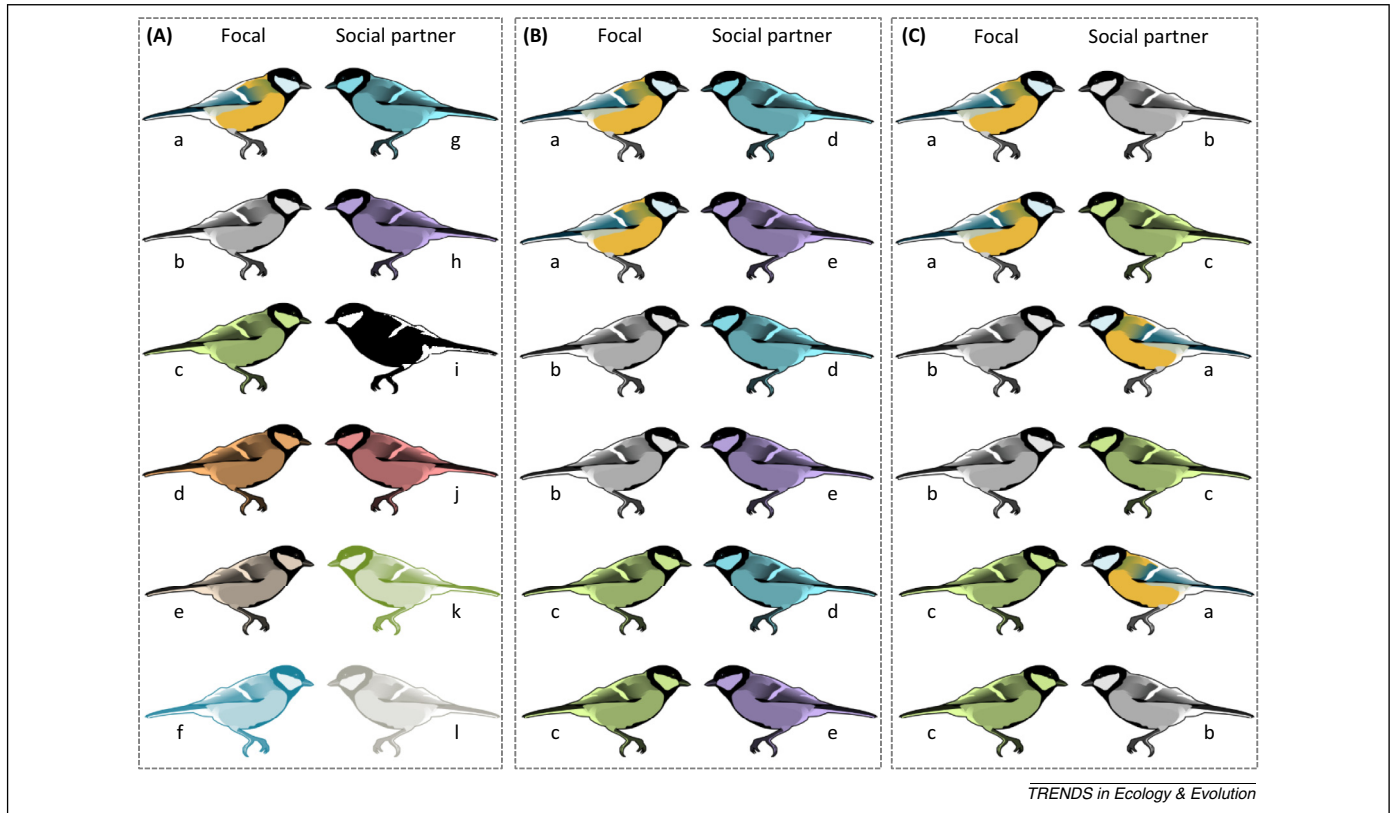 (A) Focal Social partner (B) Focal Social partner (C) Focal Social partner
a g a d a b
b h a e a c
c i b d b a
d j b e b c
e k c d c a
f l c e c b
TRENDS in Ecology & Evolution